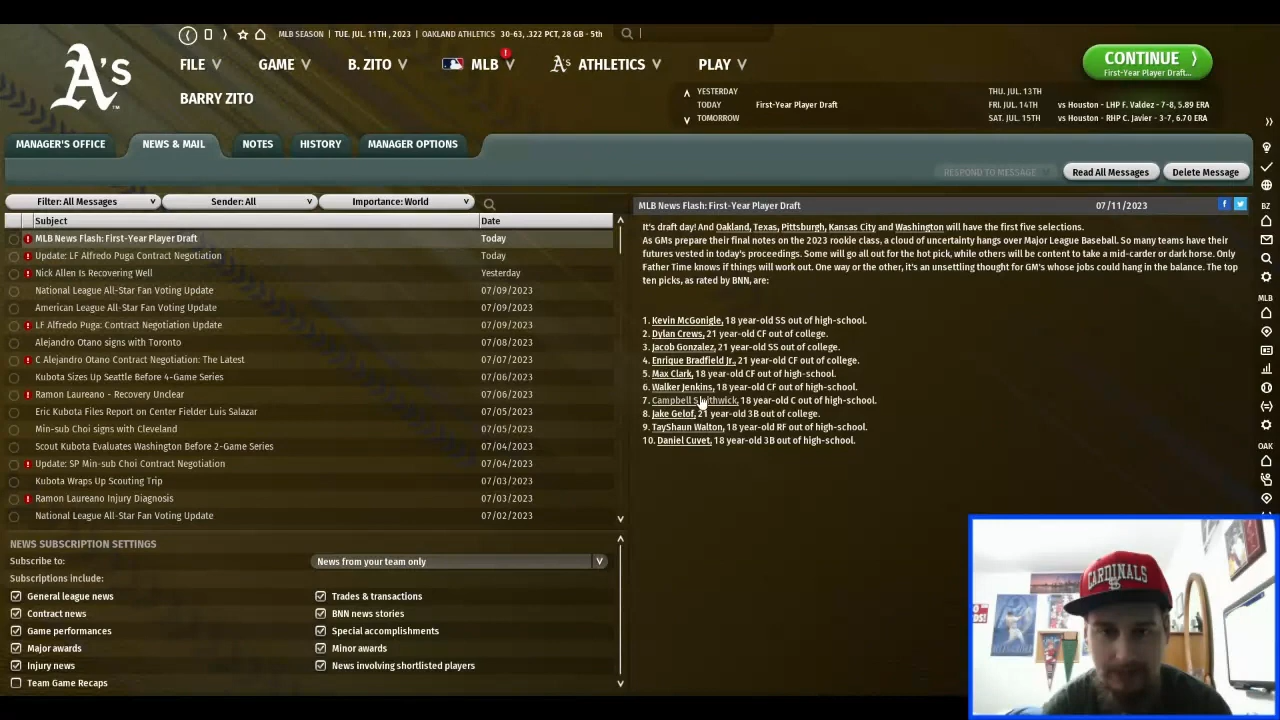 MLB SEASON | TUE. JUL. 11TH , 2023 | OAKLAND ATHLETICS 30-63, .322 PCT, 28 GB - 5th
A's
FILE GAME B. ZITO MLB A's ATHLETICS PLAY
CONTINUE
First-Year Player Draft...
BARRY ZITO
YESTERDAY THU. JUL. 13TH
TODAY First-Year Player Draft FRI. JUL. 14TH vs Houston - LHP F. Valdez - 7-8, 5.89 ERA
TOMORROW SAT. JUL. 15TH vs Houston - RHP C. Javier - 3-7, 6.70 ERA
MANAGER'S OFFICE NEWS & MAIL NOTES HISTORY MANAGER OPTIONS
RESPOND TO MESSAGE Read All Messages Delete Message
Filter: All Messages Sender: All Importance: World
Subject Date
MLB News Flash: First-Year Player Draft Today
Update: LF Alfredo Puga Contract Negotiation Today
Nick Allen Is Recovering Well Yesterday
National League All-Star Fan Voting Update 07/09/2023
American League All-Star Fan Voting Update 07/09/2023
LF Alfredo Puga: Contract Negotiation Update 07/09/2023
Alejandro Otano signs with Toronto 07/08/2023
C Alejandro Otano Contract Negotiation: The Latest 07/07/2023
Kubota Sizes Up Seattle Before 4-Game Series 07/06/2023
Ramon Laureano - Recovery Unclear 07/06/2023
Eric Kubota Files Report on Center Fielder Luis Salazar 07/05/2023
Min-sub Choi signs with Cleveland 07/05/2023
Scout Kubota Evaluates Washington Before 2-Game Series 07/04/2023
Update: SP Min-sub Choi Contract Negotiation 07/04/2023
Kubota Wraps Up Scouting Trip 07/03/2023
Ramon Laureano Injury Diagnosis 07/03/2023
National League All-Star Fan Voting Update 07/02/2023
NEWS SUBSCRIPTION SETTINGS
Subscribe to: News from your team only
Subscriptions include:
General league news Trades & transactions
Contract news BNN news stories
Game performances Special accomplishments
Major awards Minor awards
Injury news News involving shortlisted players
Team Game Recaps
MLB News Flash: First-Year Player Draft 07/11/2023
It's draft day! And Oakland, Texas, Pittsburgh, Kansas City and Washington will have the first five selections.
As GMs prepare their final notes on the 2023 rookie class, a cloud of uncertainty hangs over Major League Baseball. So many teams have their
futures vested in today's proceedings. Some will go all out for the hot pick, while others will be content to take a mid-carder or dark horse. Only
Father Time knows if things will work out. One way or the other, it's an unsettling thought for GM's whose jobs could hang in the balance. The top
ten picks, as rated by BNN, are:
1. Kevin McGonigle, 18 year-old SS out of high-school.
2. Dylan Crews, 21 year-old CF out of college.
3. Jacob Gonzalez, 21 year-old SS out of college.
4. Enrique Bradfield Jr., 21 year-old CF out of college.
5. Max Clark, 18 year-old CF out of high-school.
6. Walker Jenkins, 18 year-old CF out of high-school.
7. Campbell Smithwick, 18 year-old C out of high-school.
8. Jake Gelof, 21 year-old 3B out of college.
9. TayShaun Walton, 18 year-old RF out of high-school.
10. Daniel Cuvet, 18 year-old 3B out of high-school.
BZ
MLB
OAK
CARDINALS